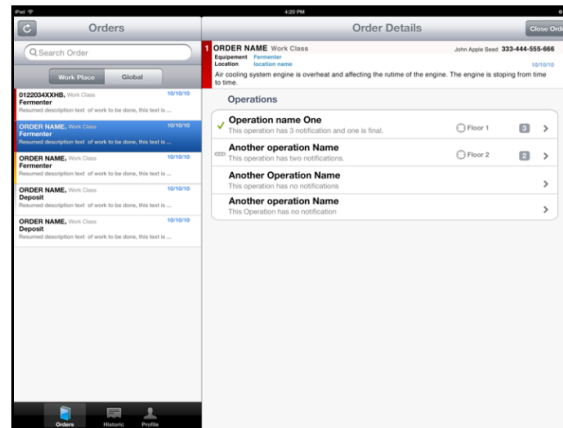 iPad
4:20 PM
Orders
Search Order
Work Place
Global
0122034XXHB, Work Class
10/10/10
Fermenter
Resumed description text of work to be done, this text is ...
ORDER NAME, Work Class
10/10/10
Fermenter
Resumed description text of work to be done, this text is ...
ORDER NAME, Work Class
10/10/10
Fermenter
Resumed description text of work to be done, this text is ...
ORDER NAME, Work Class
10/10/10
Deposit
Resumed description text of work to be done, this text is ...
ORDER NAME, Work Class
10/10/10
Deposit
Resumed description text of work to be done, this text is ...
Orders
Historic
Profile
Order Details
Close Orde
1
ORDER NAME Work Class
John Apple Seed 333-444-555-666
Equipement Fermenter
Location location name
10/10/10
Air cooling system engine is overheat and affecting the rutime of the engine. The engine is stoping from time
to time.
Operations
Operation name One
This operation has 3 notification and one is final.
Floor 1
3
Another operation Name
This operation has two notifications.
Floor 2
2
Another Operation Name
This operation has no notifications
Another operation Name
This Operation has no notification